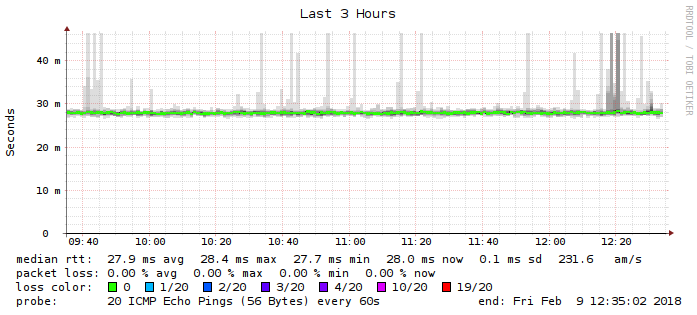 Last 3 Hours
RRDTOOL / TOBI OETIKER
Seconds
40 m
30 m
20 m
10 m
0
09:40 10:00 10:20 10:40 11:00 11:20 11:40 12:00 12:20
median rtt: 27.9 ms avg 28.4 ms max 27.7 ms min 28.0 ms now 0.1 ms sd 231.6 am/s
packet loss: 0.00 % avg 0.00 % max 0.00 % min 0.00 % now
loss color: 0 1/20 2/20 3/20 4/20 10/20 19/20
probe: 20 ICMP Echo Pings (56 Bytes) every 60s end: Fri Feb 9 12:35:02 2018